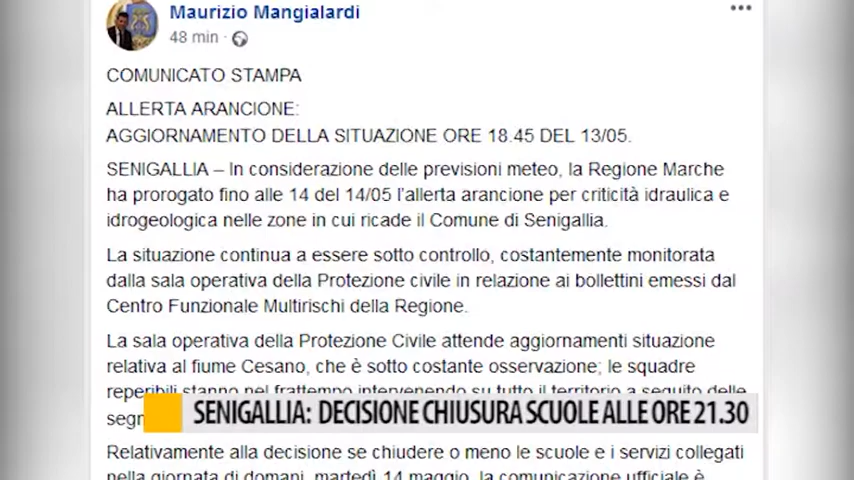 Maurizio Mangialardi
48 min
COMUNICATO STAMPA
ALLERTA ARANCIONE:
AGGIORNAMENTO DELLA SITUAZIONE ORE 18.45 DEL 13/05.
SENIGALLIA – In considerazione delle previsioni meteo, la Regione Marche
ha prorogato fino alle 14 del 14/05 l'allerta arancione per criticità idraulica e
idrogeologica nelle zone in cui ricade il Comune di Senigallia.
La situazione continua a essere sotto controllo, costantemente monitorata
dalla sala operativa della Protezione civile in relazione ai bollettini emessi dal
Centro Funzionale Multirischi della Regione.
La sala operativa della Protezione Civile attende aggiornamenti situazione
relativa al fiume Cesano, che è sotto costante osservazione; le squadre
reperibili stanno nel frattempo intervenendo su tutto il territorio a seguito delle
SENIGALLIA: DECISIONE CHIUSURA SCUOLE ALLE ORE 21.30
Relativamente alla decisione se chiudere o meno le scuole e i servizi collegati
nella giornata di domani, martedì 14 maggio, la comunicazione ufficiale è